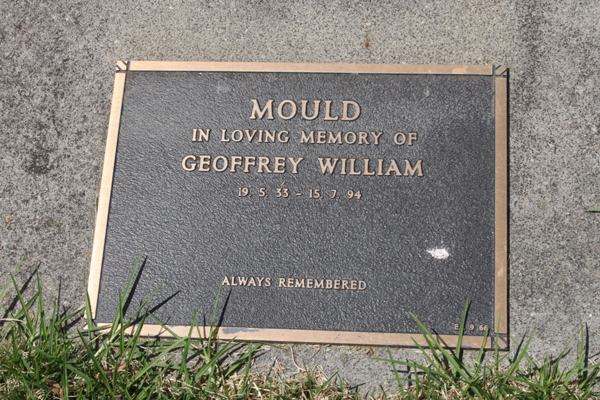 MOULD
IN LOVING MEMORY OF
GEOFFREY WILLIAM
19. 5. 33 - 15. 7. 94
ALWAYS REMEMBERED